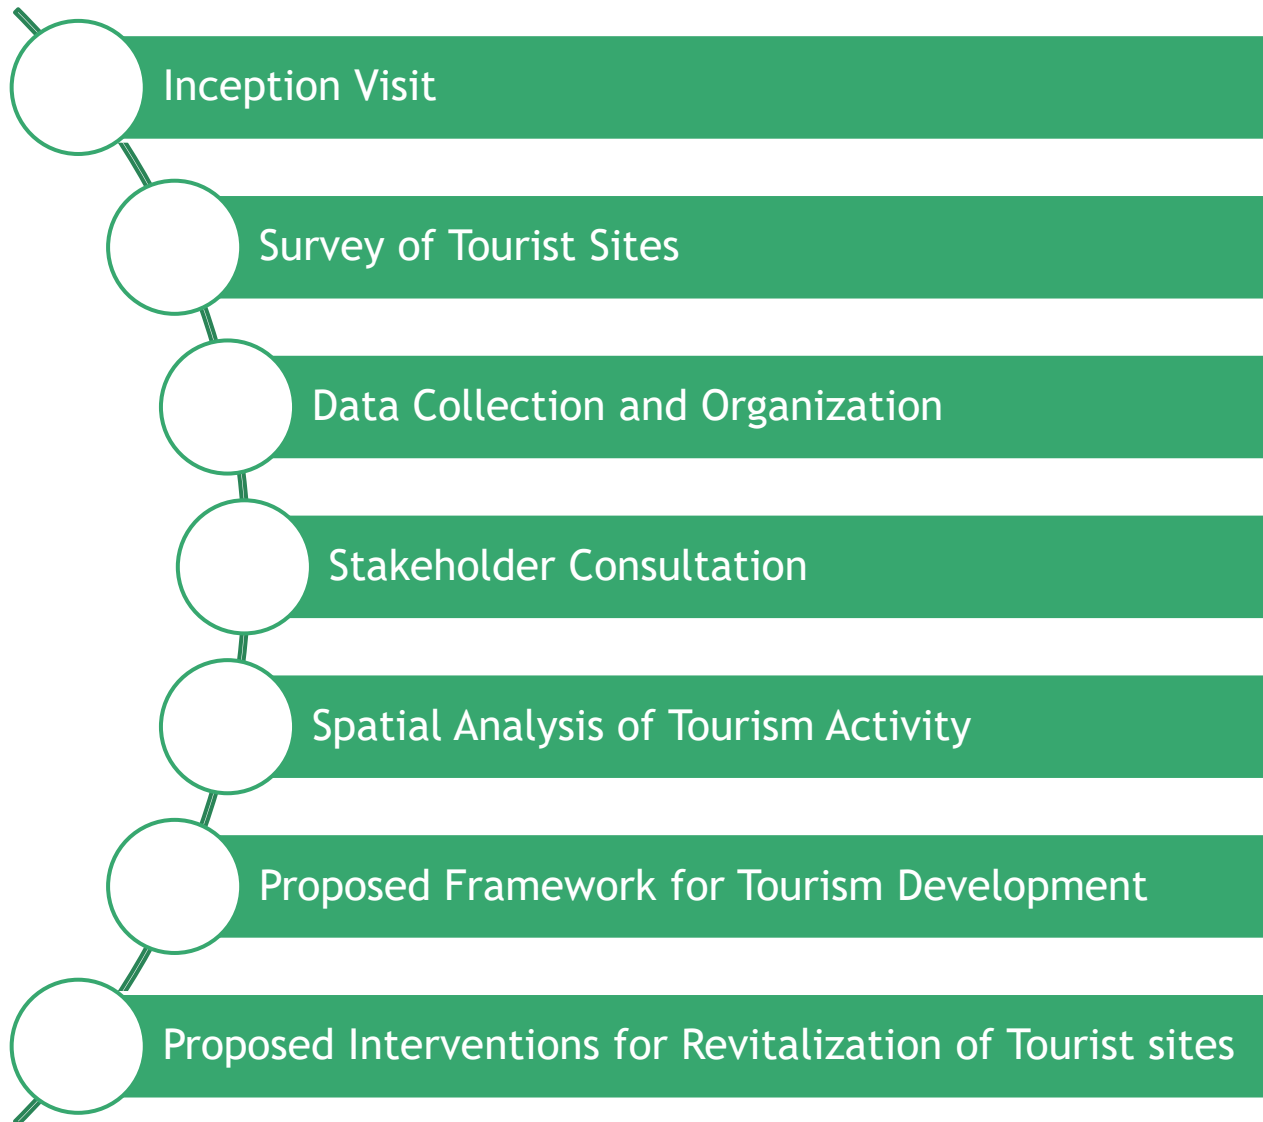 Inception Visit
Survey of Tourist Sites
Data Collection and Organization
Stakeholder Consultation
Spatial Analysis of Tourism Activity
Proposed Framework for Tourism Development
Proposed Interventions for Revitalization of Tourist sites